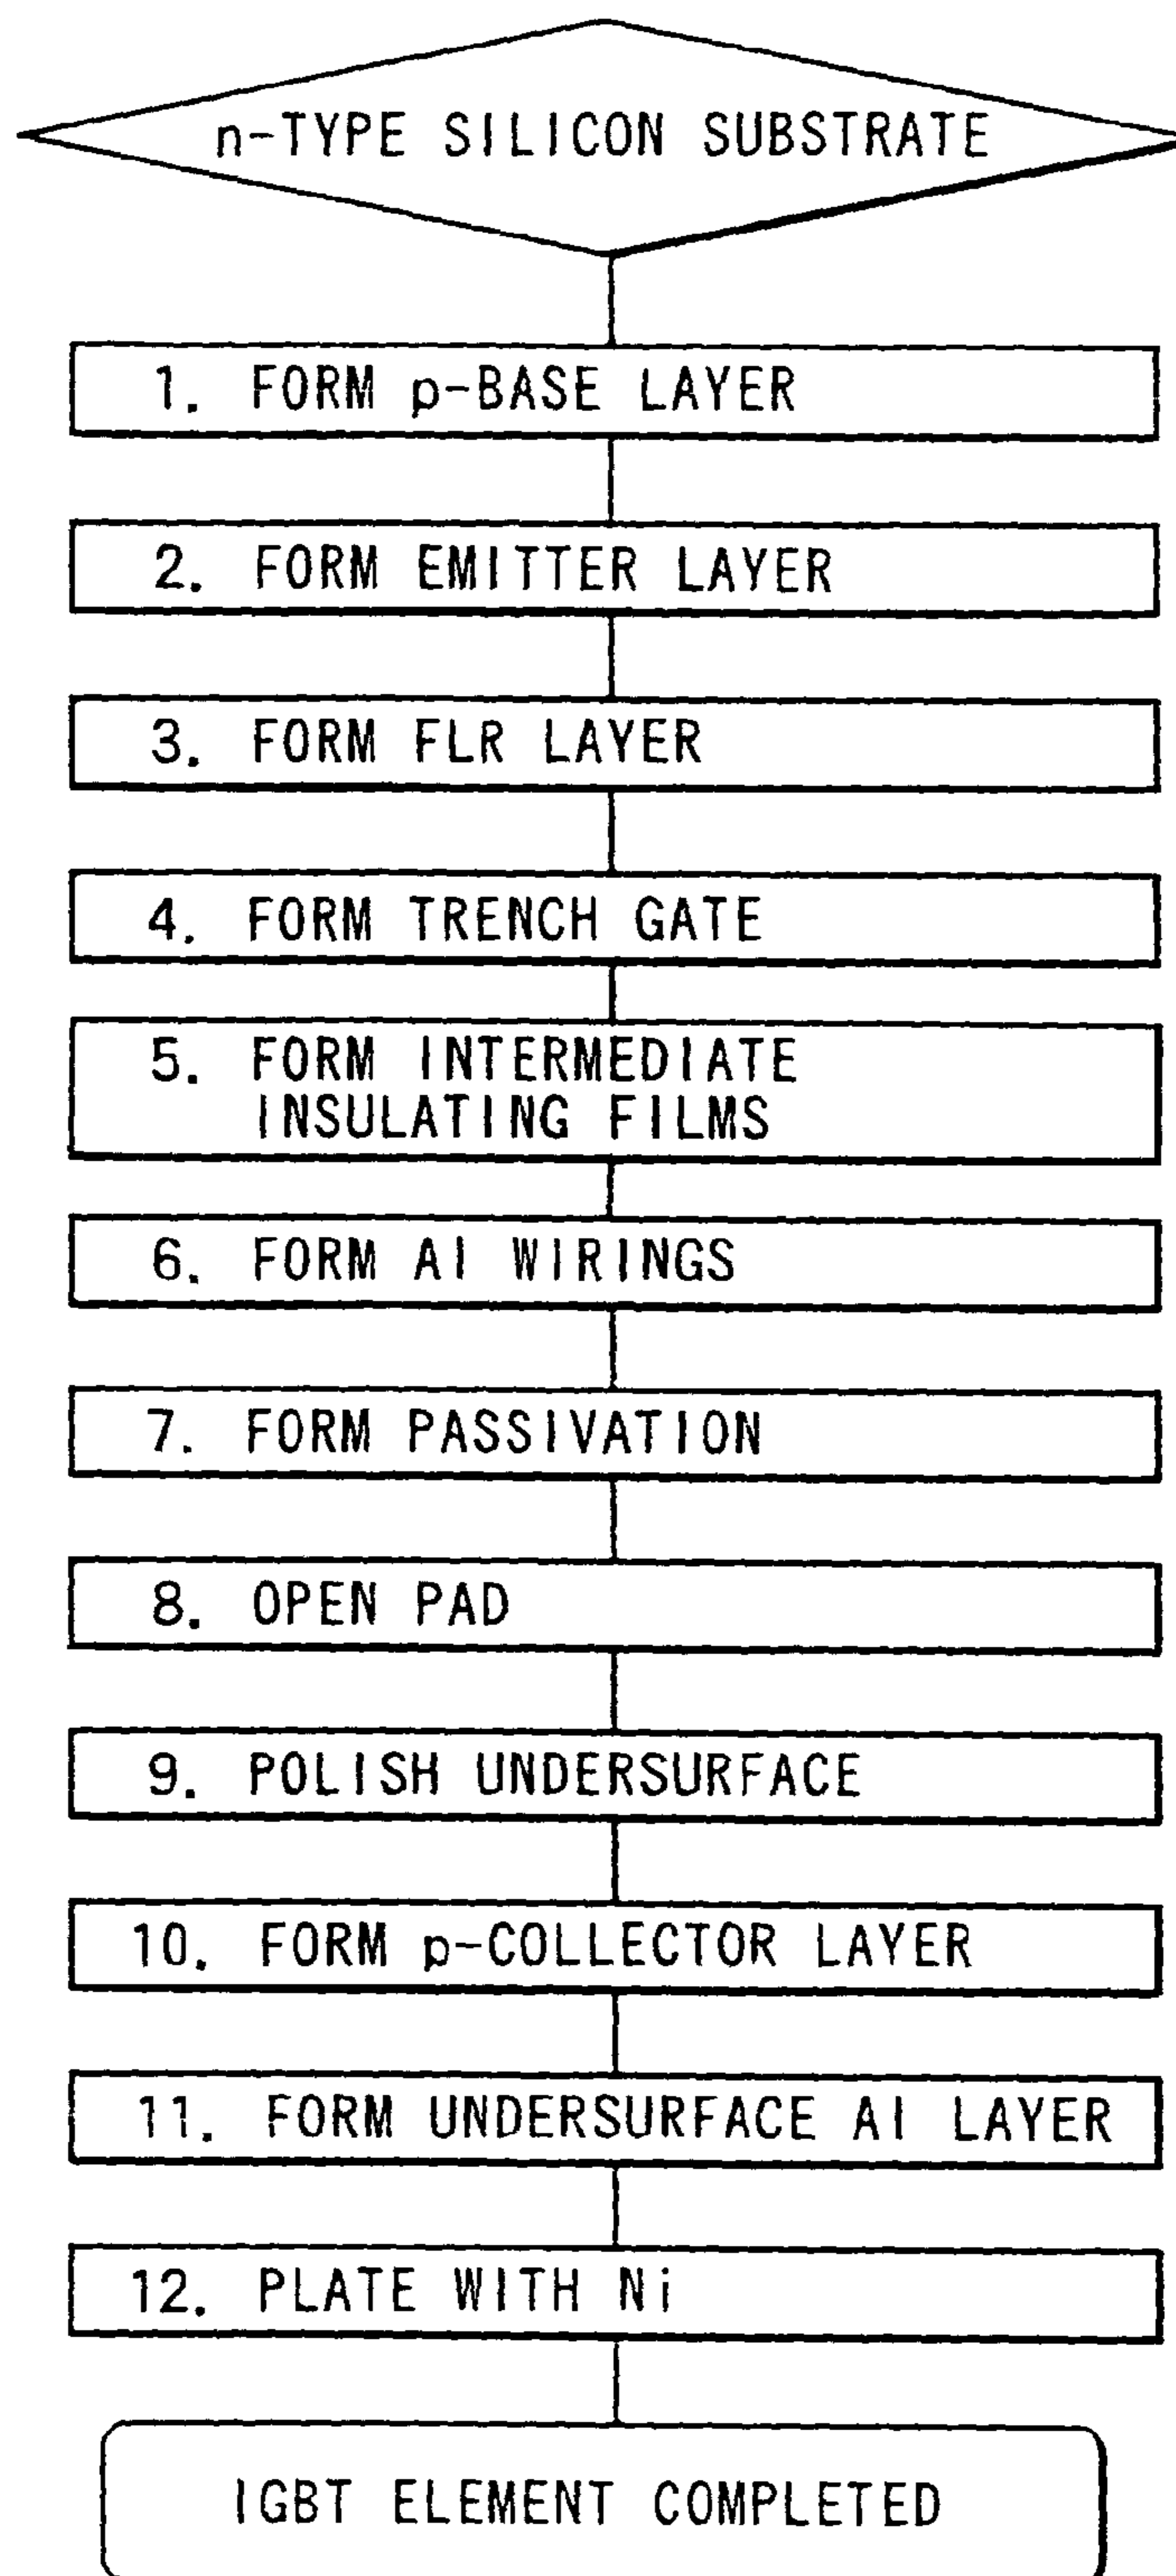 n-TYPE SILICON SUBSTRATE
1. FORM p-BASE LAYER
2. FORM EMITTER LAYER
3. FORM FLR LAYER
4. FORM TRENCH GATE
5. FORM INTERMEDIATE
INSULATING FILMS
6. FORM Al WIRINGS
7. FORM PASSIVATION
8. OPEN PAD
9. POLISH UNDERSURFACE
10. FORM p-COLLECTOR LAYER
11. FORM UNDERSURFACE Al LAYER
12. PLATE WITH Ni
IGBT ELEMENT COMPLETED